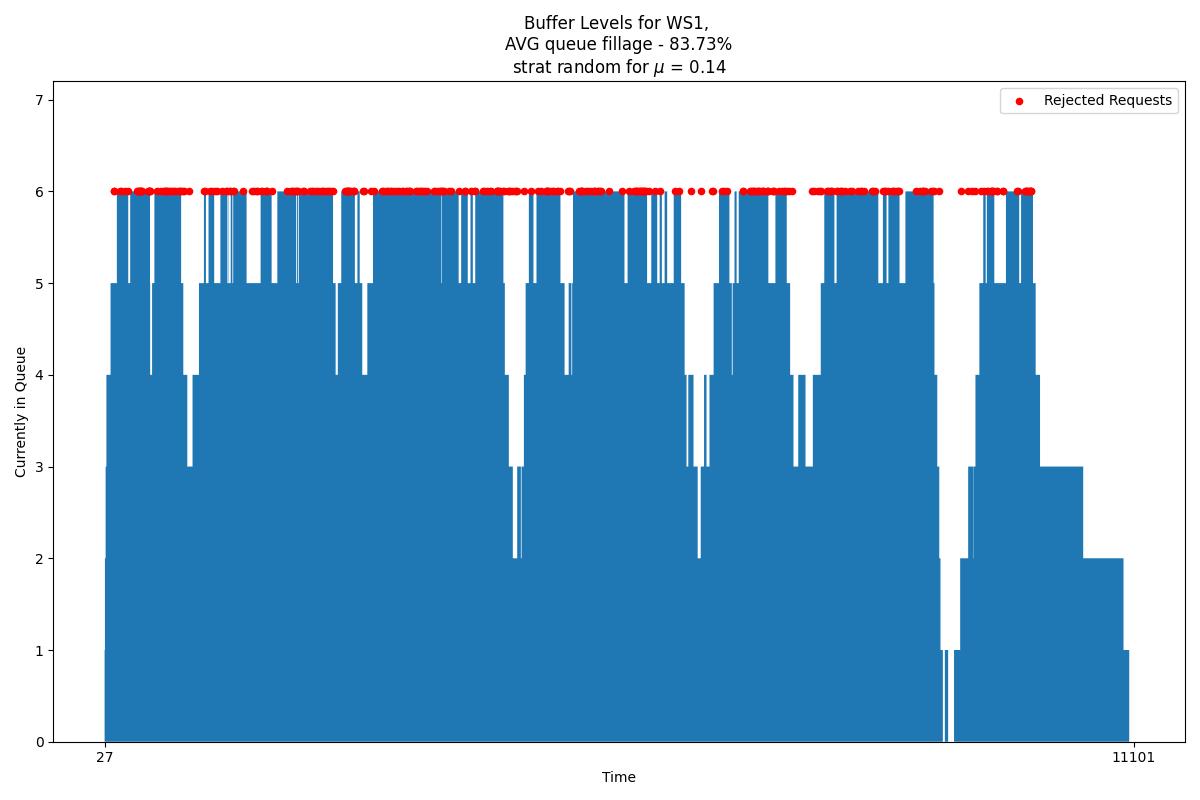 Buffer Levels for WS1,
AVG queue fillage - 83.73%
strat random for μ = 0.14
Rejected Requests
7
6
5
4
3
2
1
0
Currently in Queue
27
11101
Time